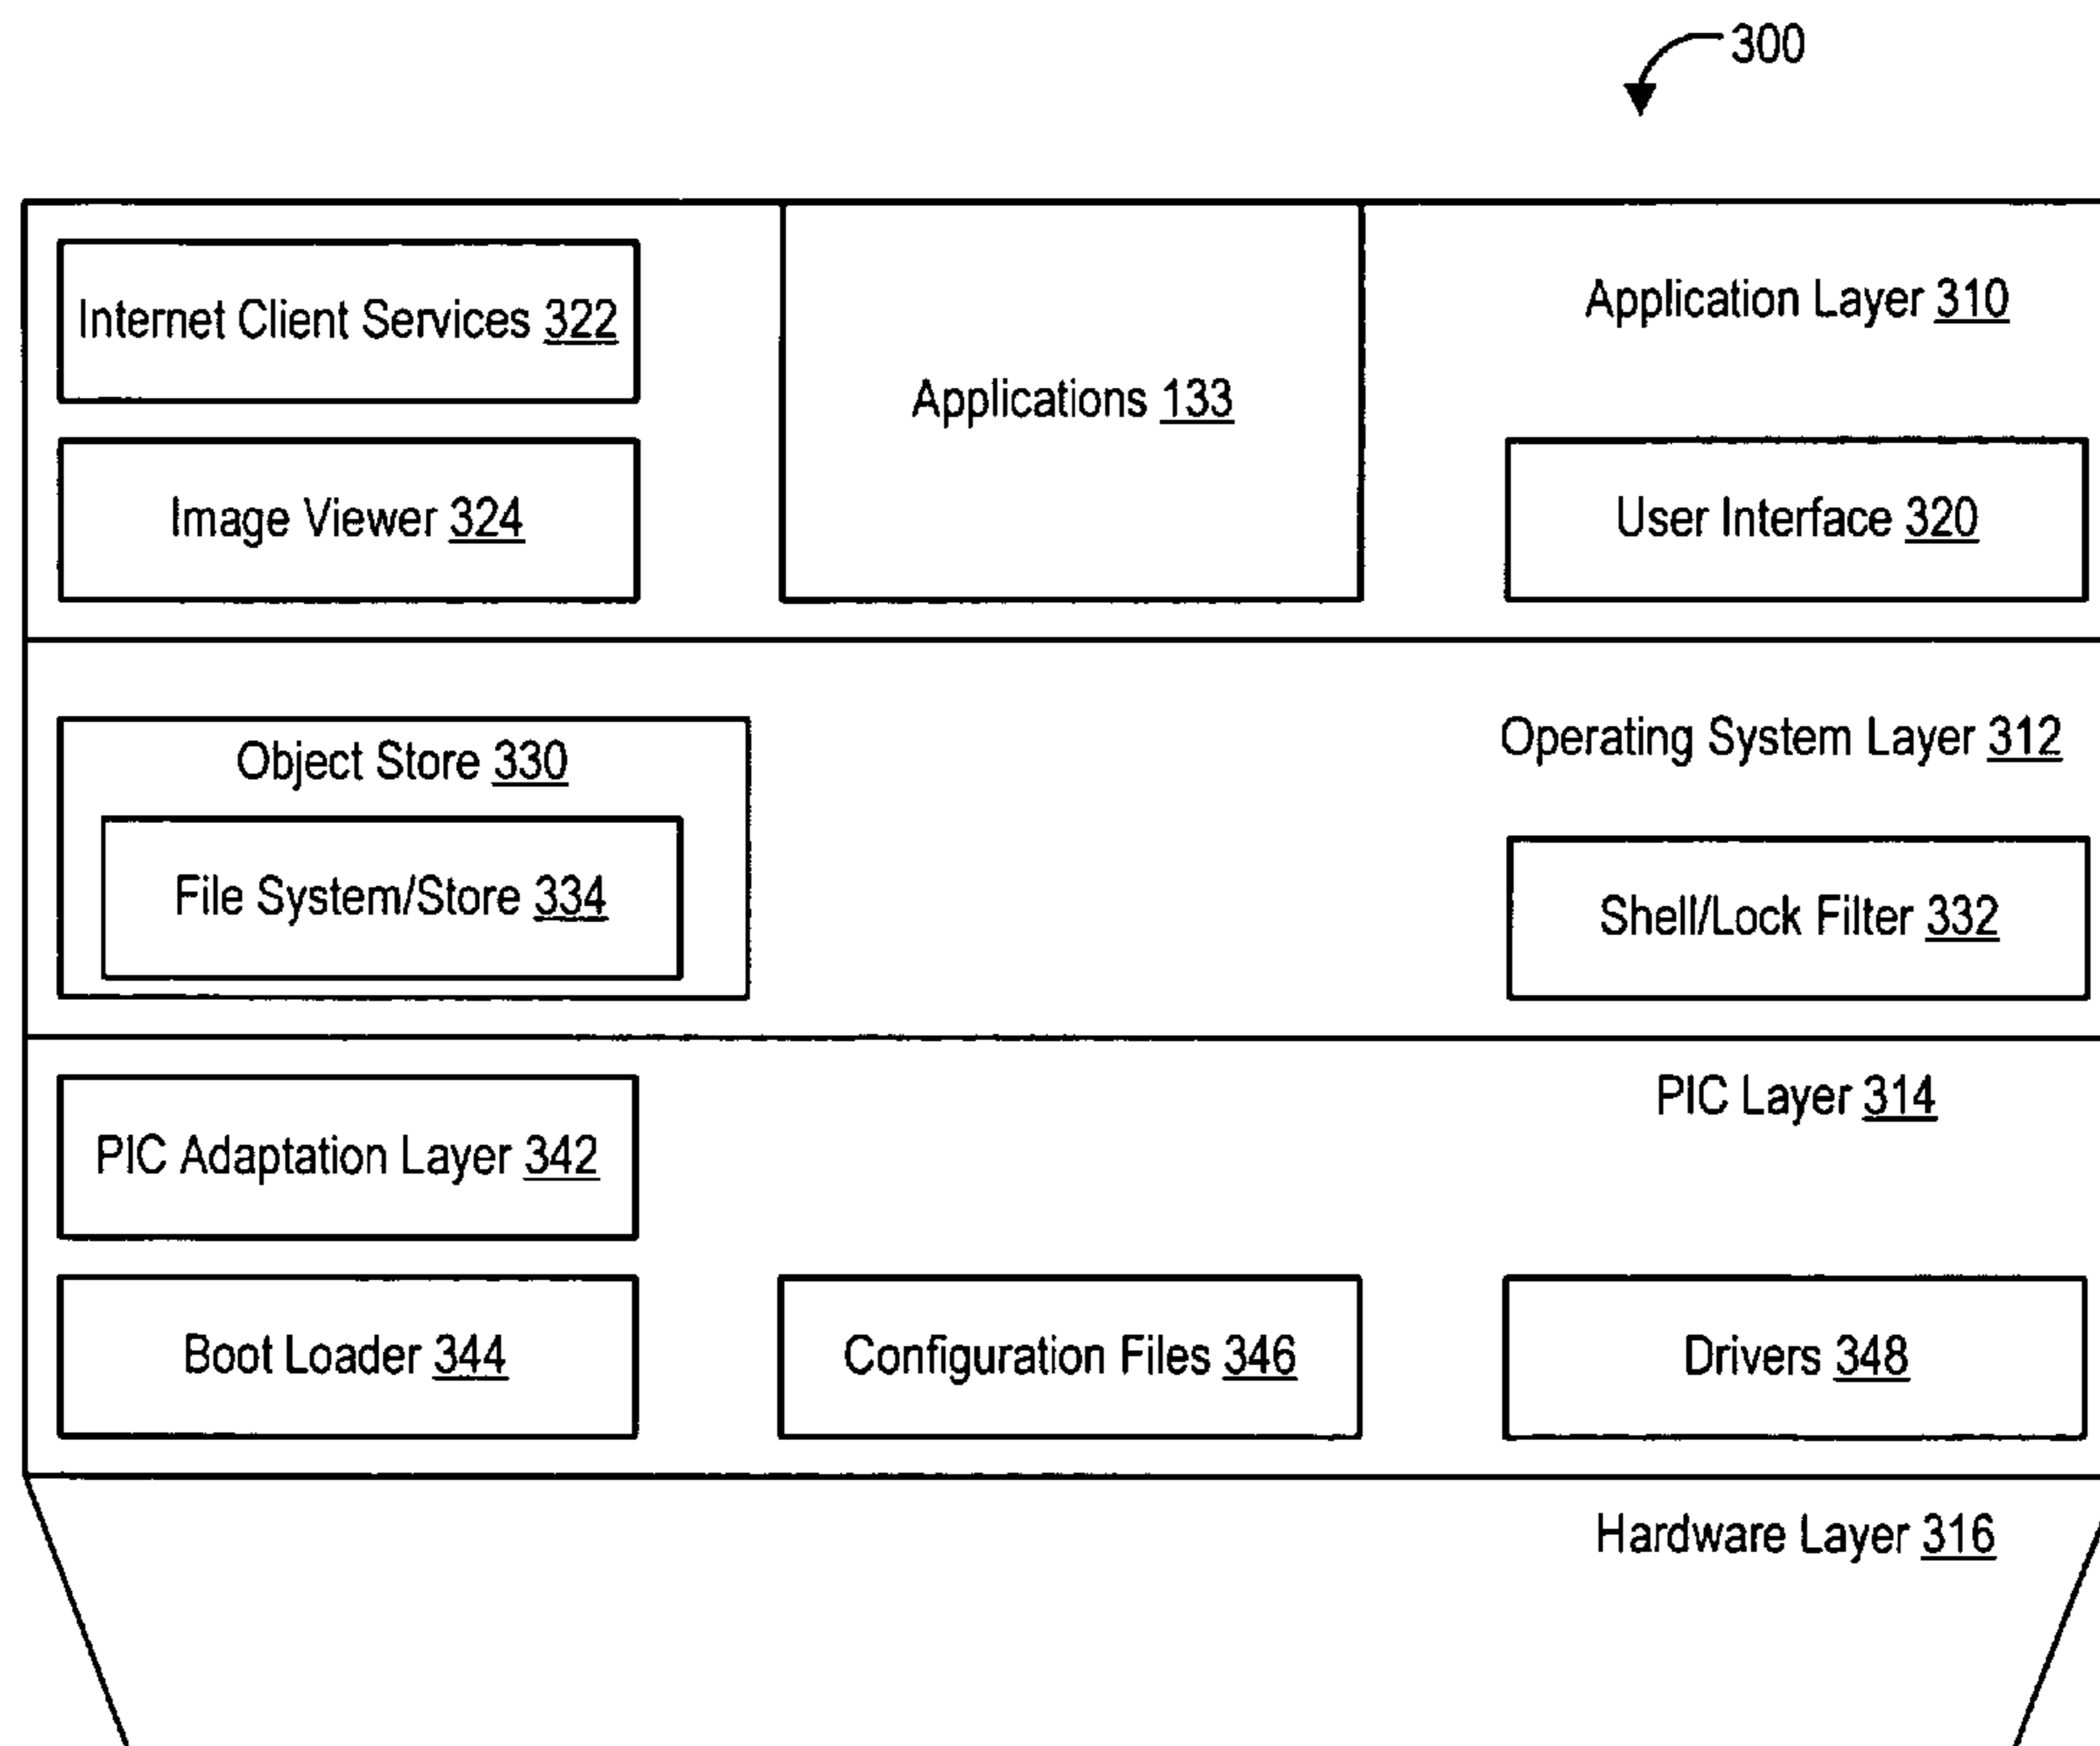 300
Internet Client Services 322
Applications 133
Application Layer 310
Image Viewer 324
User Interface 320
Object Store 330
Operating System Layer 312
File System/Store 334
Shell/Lock Filter 332
PIC Adaptation Layer 342
PIC Layer 314
Boot Loader 344
Configuration Files 346
Drivers 348
Hardware Layer 316